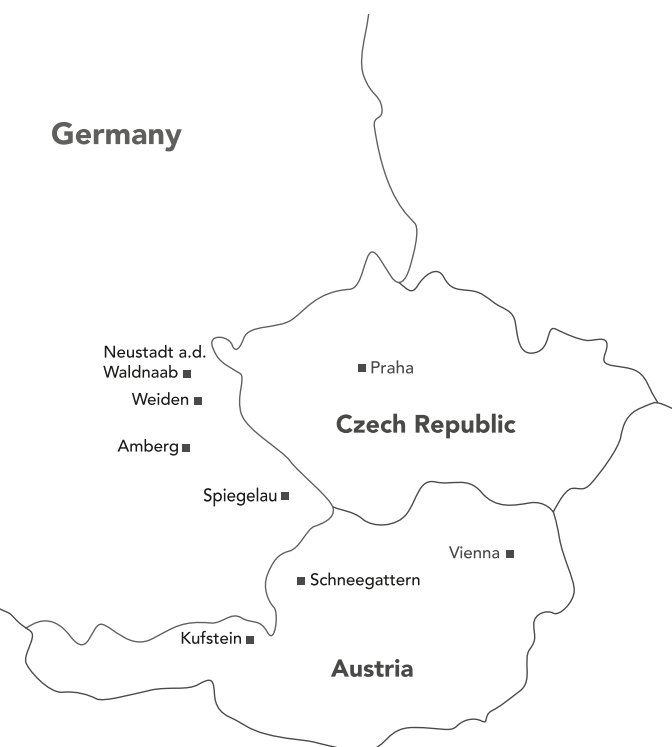 Germany
Neustadt a.d.
Waldnaab
Praha
Weiden
Czech Republic
Amberg
Spiegelau
Vienna
Schneegattern
Kufstein
Austria